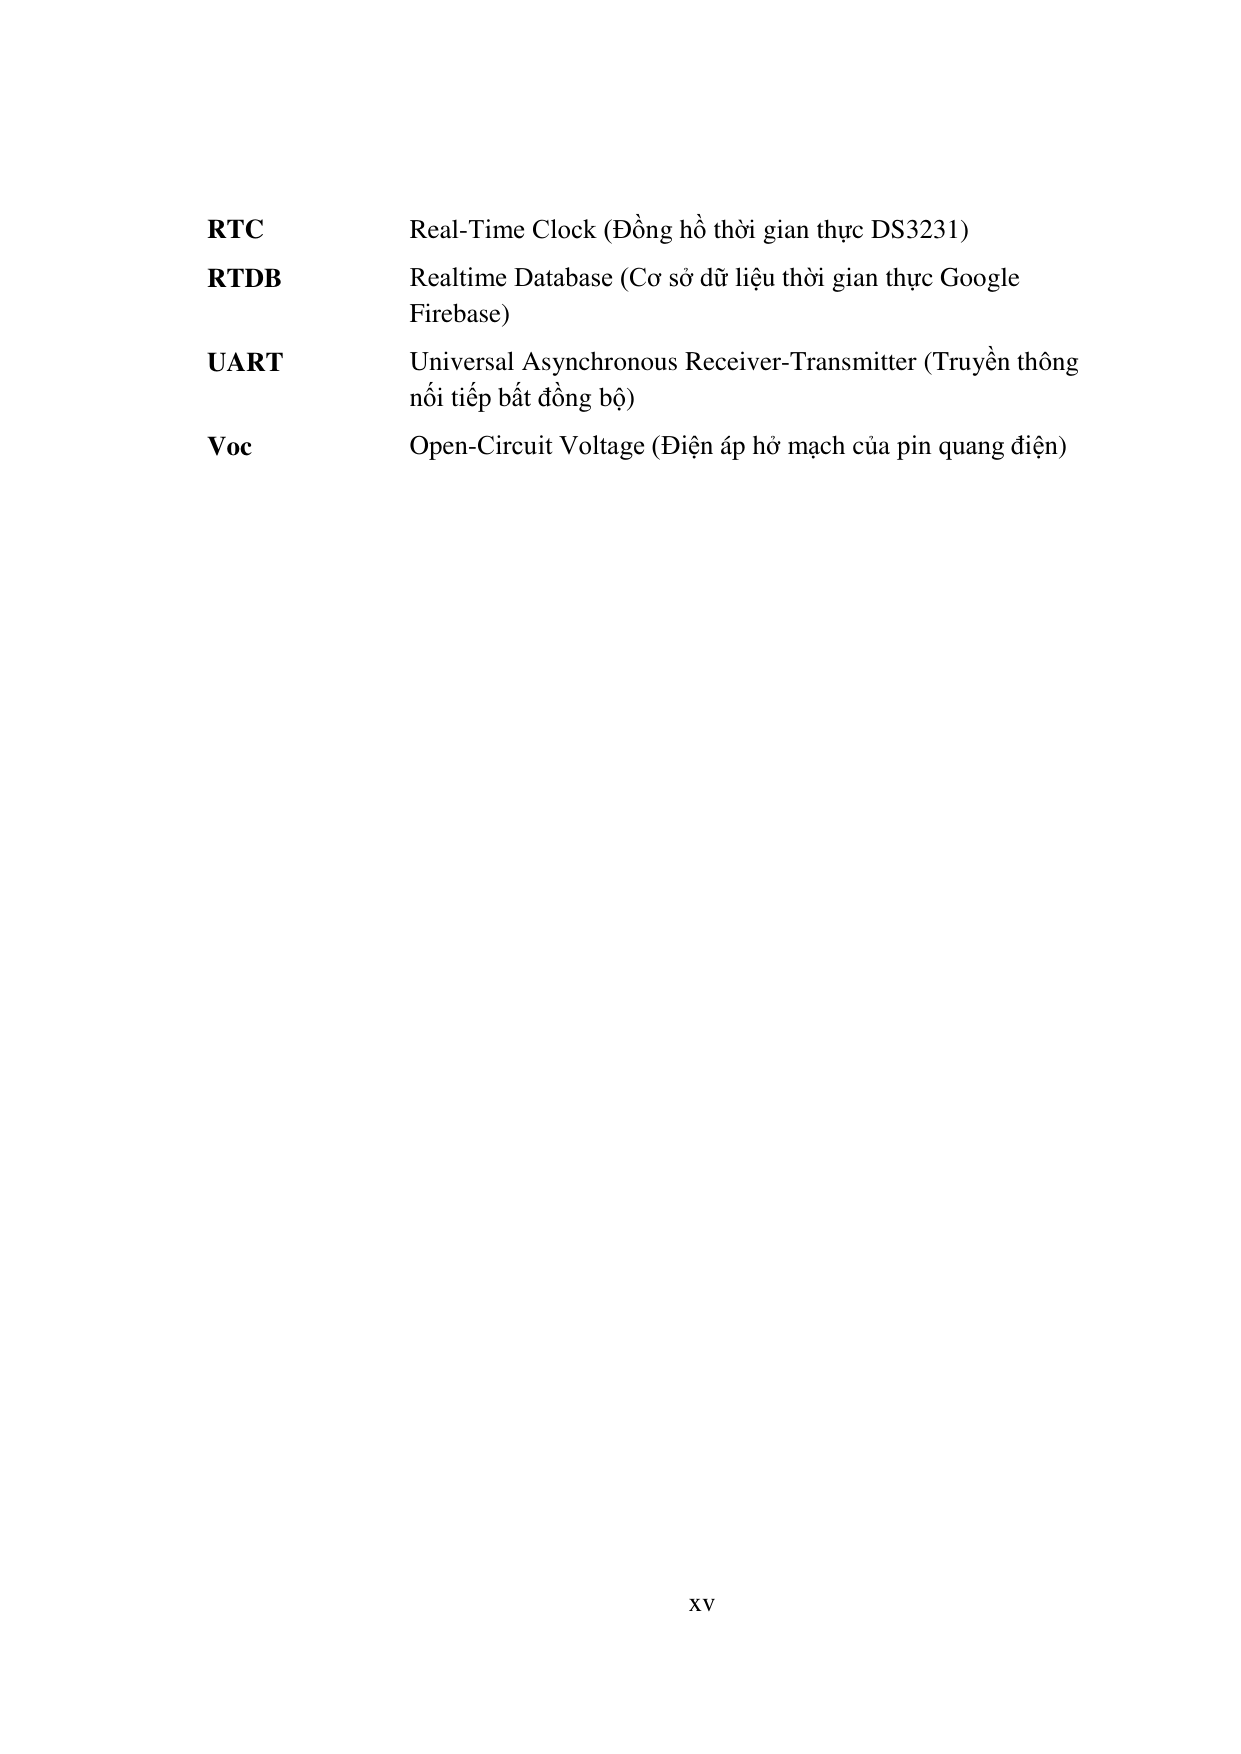 RTC Real-Time Clock (Đồng hồ thời gian thực DS3231)
RTDB Realtime Database (Cơ sở dữ liệu thời gian thực Google
Firebase)
UART Universal Asynchronous Receiver-Transmitter (Truyền thông
nối tiếp bất đồng bộ)
Voc Open-Circuit Voltage (Điện áp hở mạch của pin quang điện)
xv